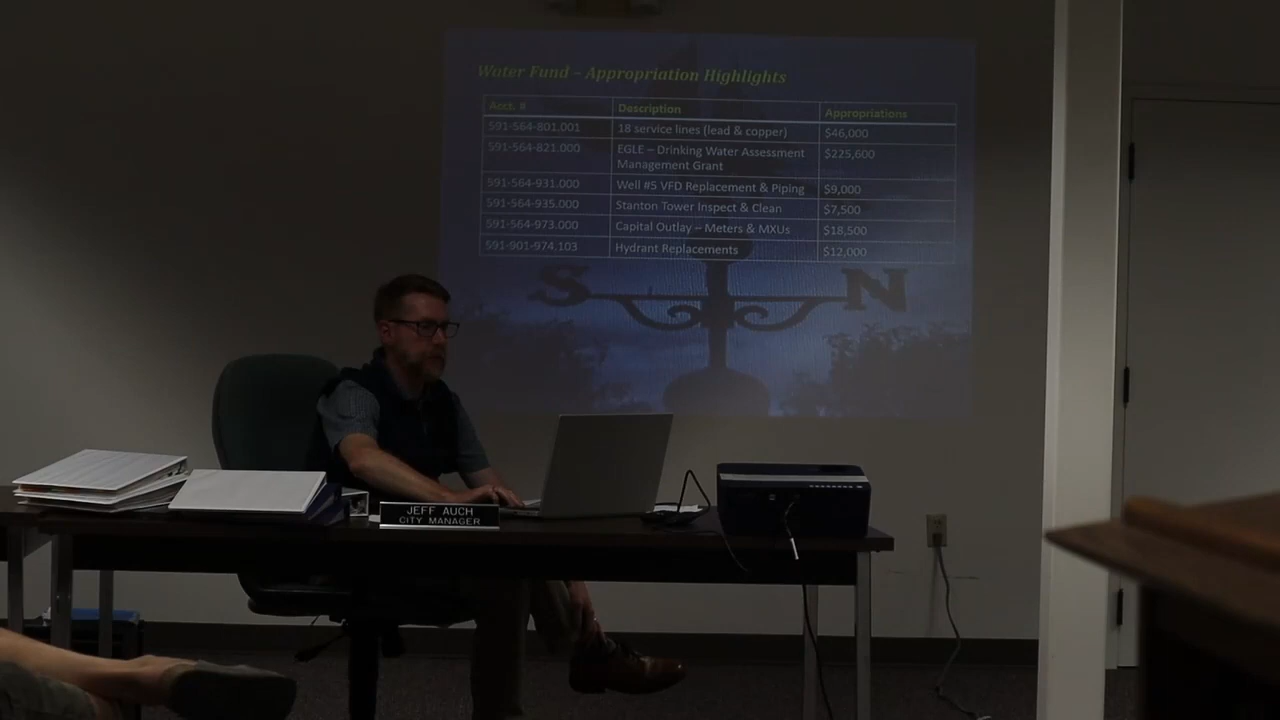 Water Fund – Appropriation Highlights
Acct. # Description Appropriations
591-564-801.001 18 service lines (lead & copper) $46,000
591-564-821.000 EGLE – Drinking Water Assessment $225,600
Management Grant
591-564-931.000 Well #5 VFD Replacement & Piping $9,000
591-564-935.000 Stanton Tower Inspect & Clean $7,500
591-564-973.000 Capital Outlay – Meters & MXUs $18,500
591-901-974.103 Hydrant Replacements $12,000
S N
JEFF AUCH
CITY MANAGER